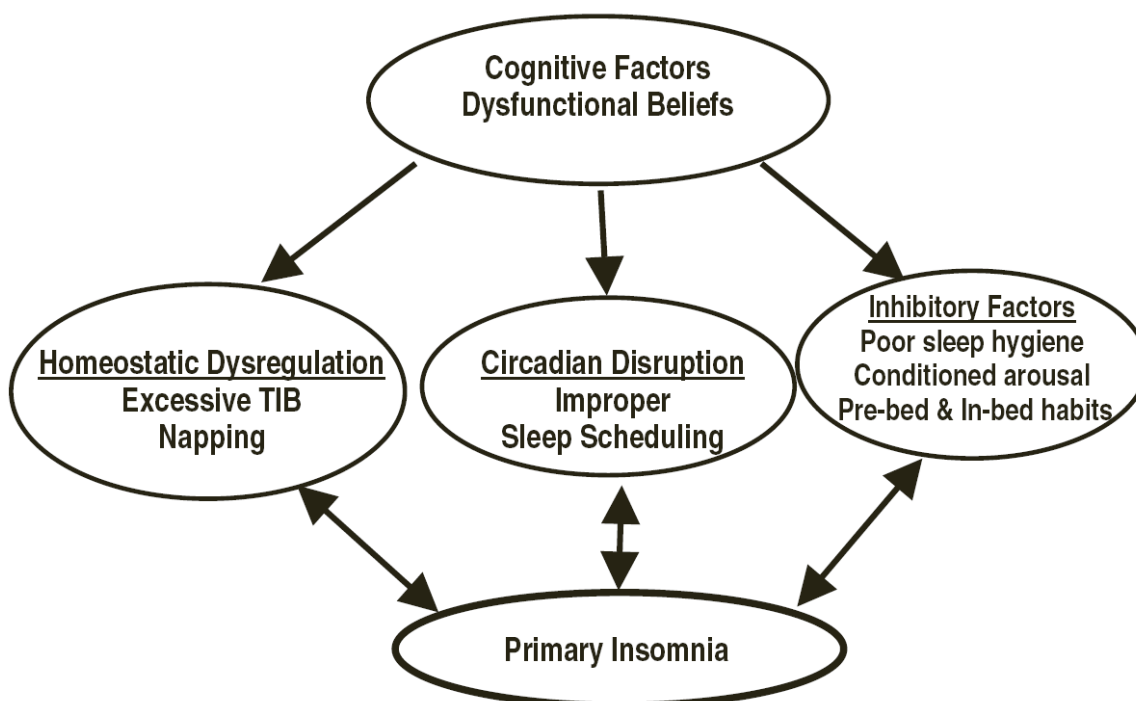 Cognitive Factors
Dysfunctional Beliefs
Homeostatic Dysregulation
Excessive TIB
Napping
Circadian Disruption
Improper
Sleep Scheduling
Inhibitory Factors
Poor sleep hygiene
Conditioned arousal
Pre-bed & In-bed habits
Primary Insomnia